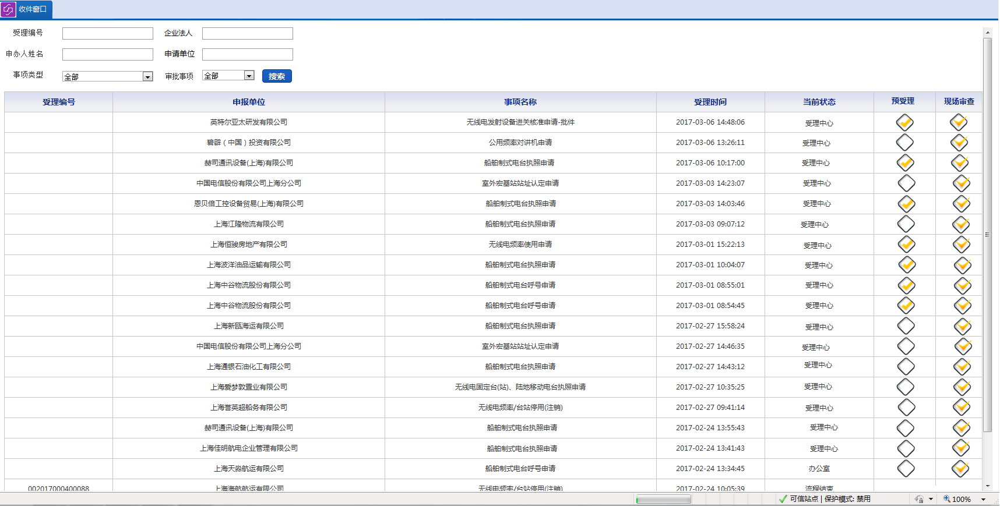 收件窗口
受理编号 企业法人
申办人姓名 申请单位
事项类型 全部 审批事项 全部 搜索
受理编号 申报单位 事项名称 受理时间 当前状态 预受理 现场审查
英特尔亚太研发有限公司 无线电发射设备进关核准申请-批件 2017-03-06 14:48:06 受理中心
碧辟（中国）投资有限公司 公用频率对讲机申请 2017-03-06 13:26:11 受理中心
赫司通讯设备(上海)有限公司 船舶制式电台执照申请 2017-03-06 10:17:00 受理中心
中国电信股份有限公司上海分公司 室外宏基站站址认定申请 2017-03-03 14:23:07 受理中心
恩贝倍工控设备贸易(上海)有限公司 船舶制式电台执照申请 2017-03-03 14:03:46 受理中心
上海江隆物流有限公司 船舶制式电台执照申请 2017-03-03 09:07:12 受理中心
上海恒骏房地产有限公司 无线电频率使用申请 2017-03-01 15:22:13 受理中心
上海波洋油品运输有限公司 船舶制式电台执照申请 2017-03-01 10:04:07 受理中心
上海中谷物流股份有限公司 船舶制式电台呼号申请 2017-03-01 08:55:01 受理中心
上海中谷物流股份有限公司 船舶制式电台呼号申请 2017-03-01 08:54:45 受理中心
上海新瓯海运有限公司 船舶制式电台执照申请 2017-02-27 15:58:24 受理中心
中国电信股份有限公司上海分公司 室外宏基站站址认定申请 2017-02-27 14:46:35 受理中心
上海通银石油化工有限公司 船舶制式电台执照申请 2017-02-27 14:43:12 受理中心
上海爱梦敦置业有限公司 无线电固定台(站)、陆地移动电台执照申请 2017-02-27 10:35:25 受理中心
上海誉英超船务有限公司 无线电频率/台站停用(注销) 2017-02-27 09:41:14 受理中心
赫司通讯设备(上海)有限公司 船舶制式电台执照申请 2017-02-24 13:55:43 受理中心
上海佳明航电企业管理有限公司 船舶制式电台执照申请 2017-02-24 13:41:43 受理中心
上海天淼航运有限公司 船舶制式电台呼号申请 2017-02-24 13:34:45 办公室
002017000400088 上海海航航运有限公司 无线电频率/台站停用(注销) 2017-02-24 10:05:39 流程结束
可信站点 | 保护模式: 禁用 100%